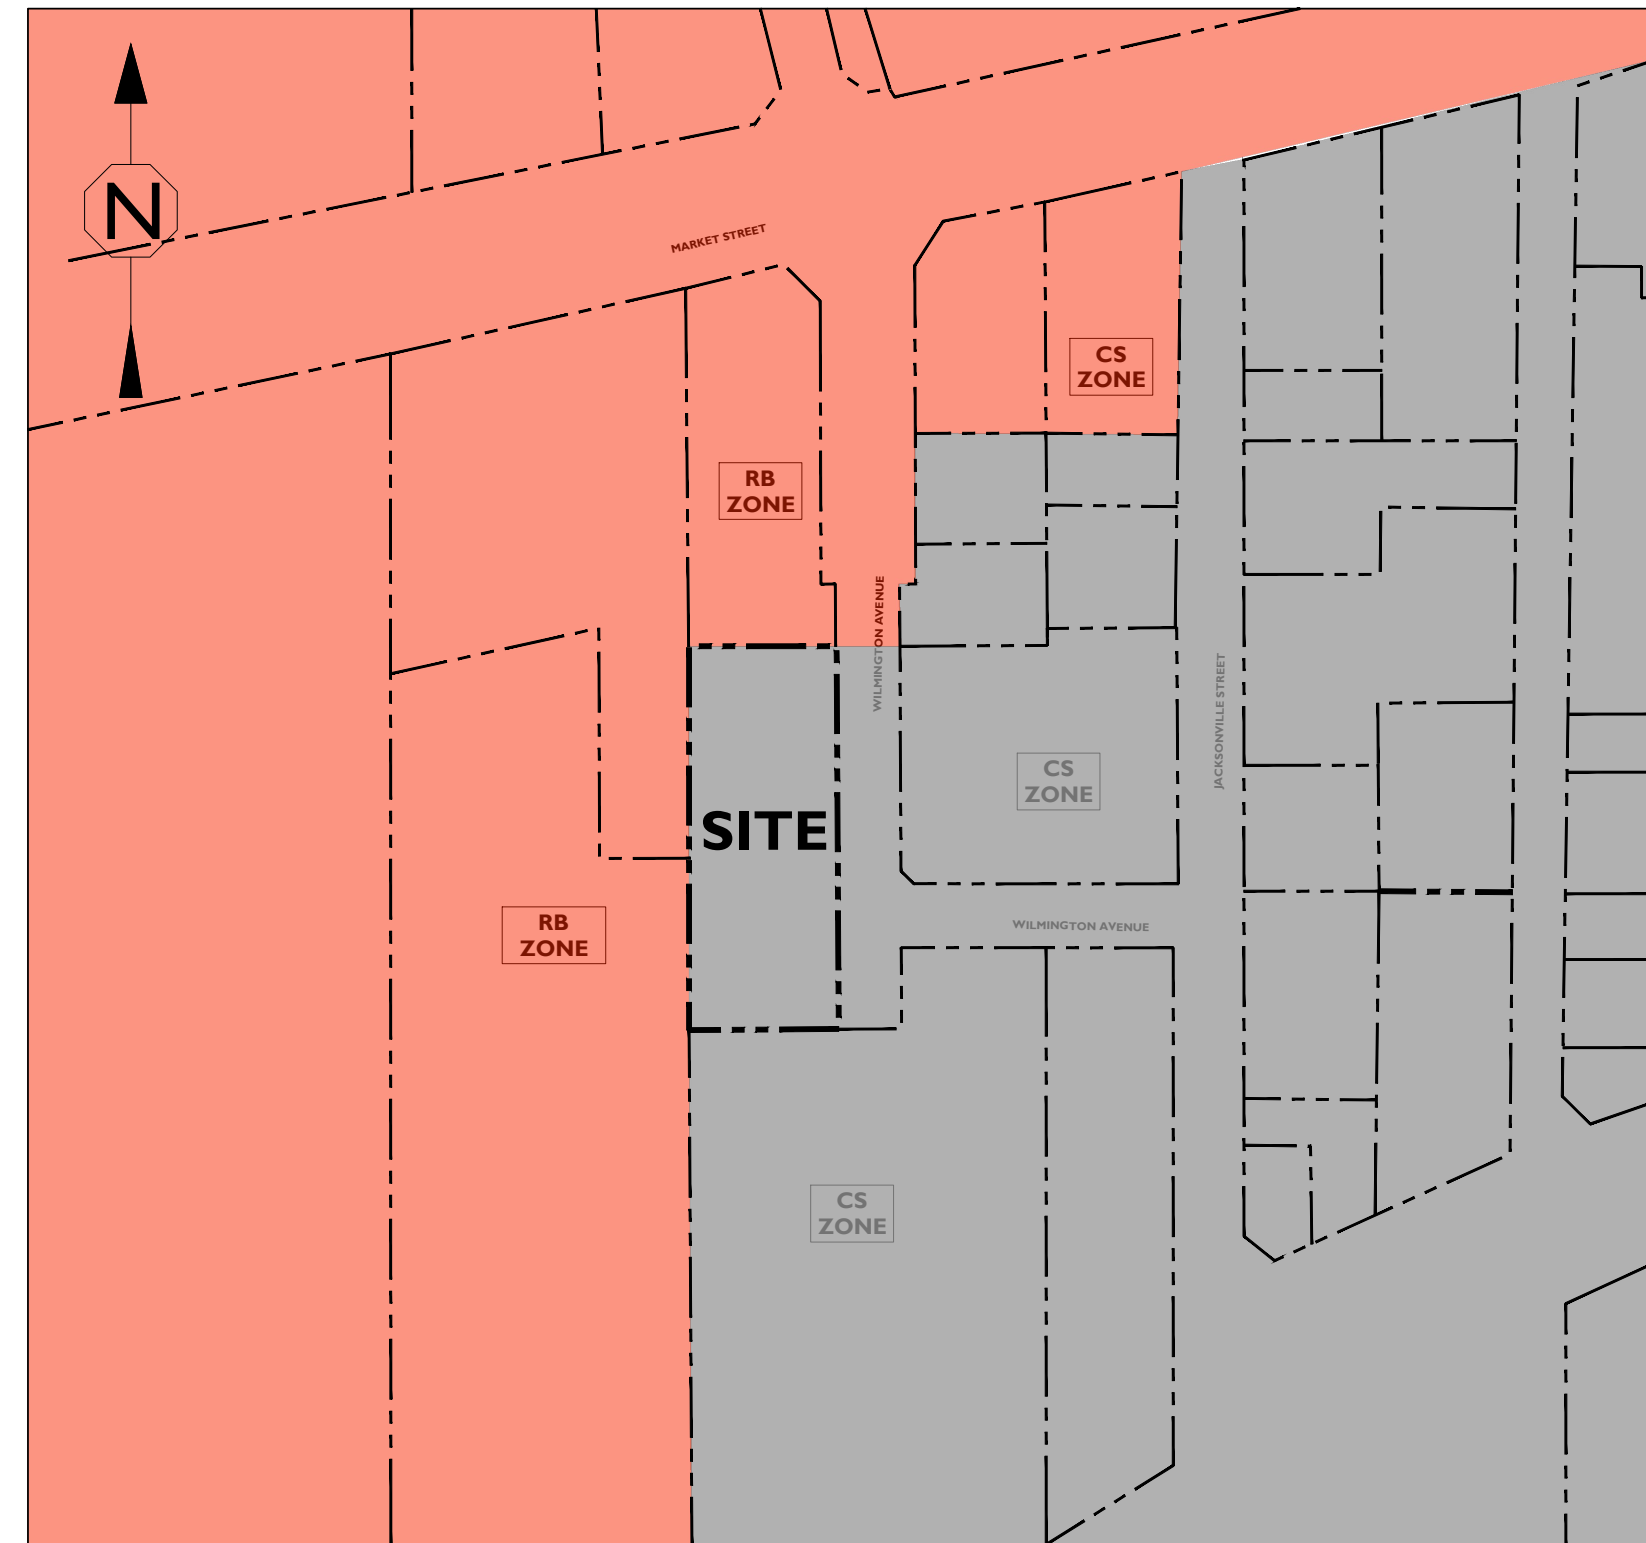 N
MARKET STREET
CS
ZONE
RB
ZONE
WILMINGTON AVENUE
JACKSONVILLE STREET
CS
ZONE
SITE
RB
ZONE
WILMINGTON AVENUE
CS
ZONE